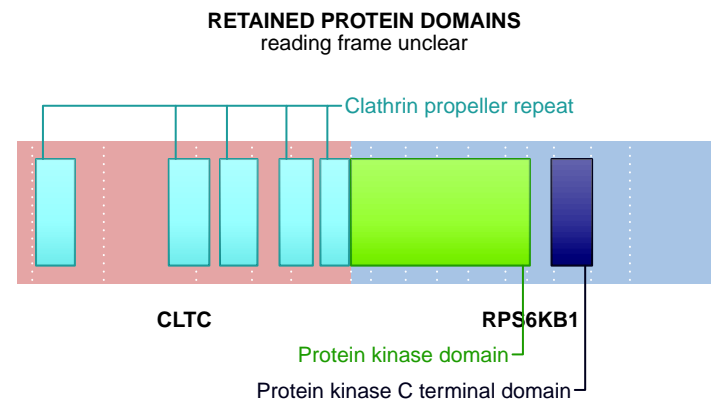 RETAINED PROTEIN DOMAINS
reading frame unclear
Clathrin propeller repeat
CLTC
RPS6KB1
Protein kinase domain
Protein kinase C terminal domain